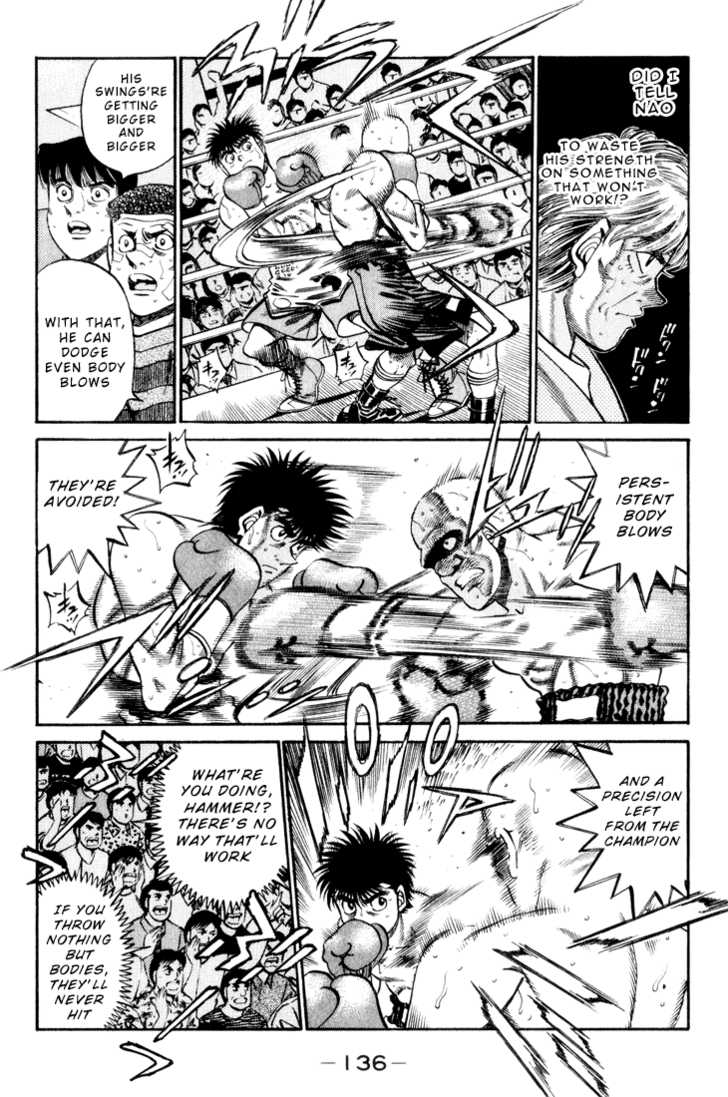 DID I
TELL
NAO
TO WASTE
HIS STRENGTH
ON SOMETHING
THAT WON'T
WORK!?
HIS
SWINGS'RE
GETTING
BIGGER
AND
BIGGER
WITH THAT,
HE CAN
DODGE
EVEN BODY
BLOWS
PERS-
ISTENT
BODY
BLOWS
THEY'RE
AVOIDED!
AND A
PRECISION
LEFT
FROM THE
CHAMPION
WHAT'RE
YOU DOING,
HAMMER!?
THERE'S NO
WAY THAT'LL
WORK
IF YOU
THROW
NOTHING
BUT
BODIES,
THEY'LL
NEVER
HIT
-136-